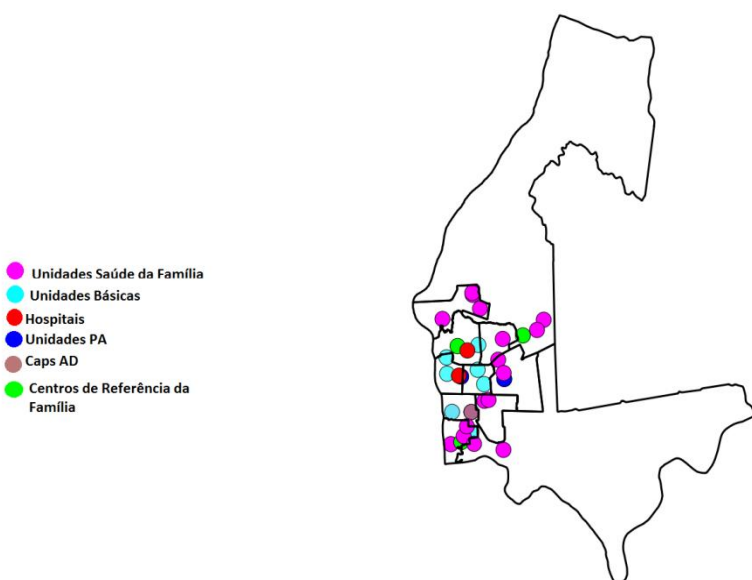 Unidades Saúde da Família
Unidades Básicas
Hospitais
Unidades PA
Caps AD
Centros de Referência da
Família